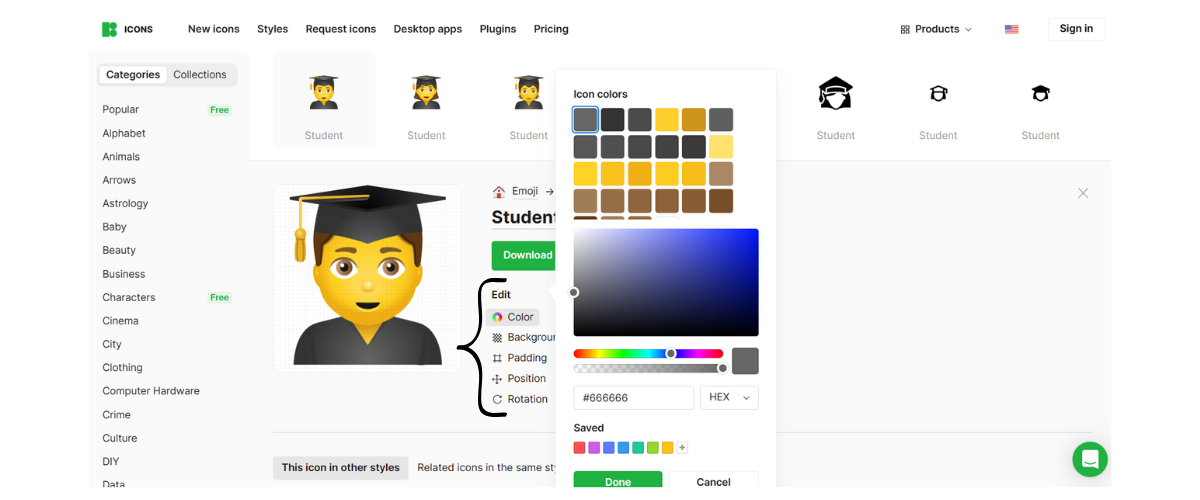 ICONS New icons Styles Request icons Desktop apps Plugins Pricing Products Sign in
Categories Collections
Popular Free
Alphabet
Animals
Arrows
Astrology
Baby
Beauty
Business
Characters Free
Cinema
City
Clothing
Computer Hardware
Crime
Culture
DIY
Data
Student Student Student Student Student Student
Emoji →
Student
Download
Edit
Color
Backgroun
Padding
Position
Rotation
Icon colors
#666666 HEX
Saved
+
Done Cancel
This icon in other styles Related icons in the same sty